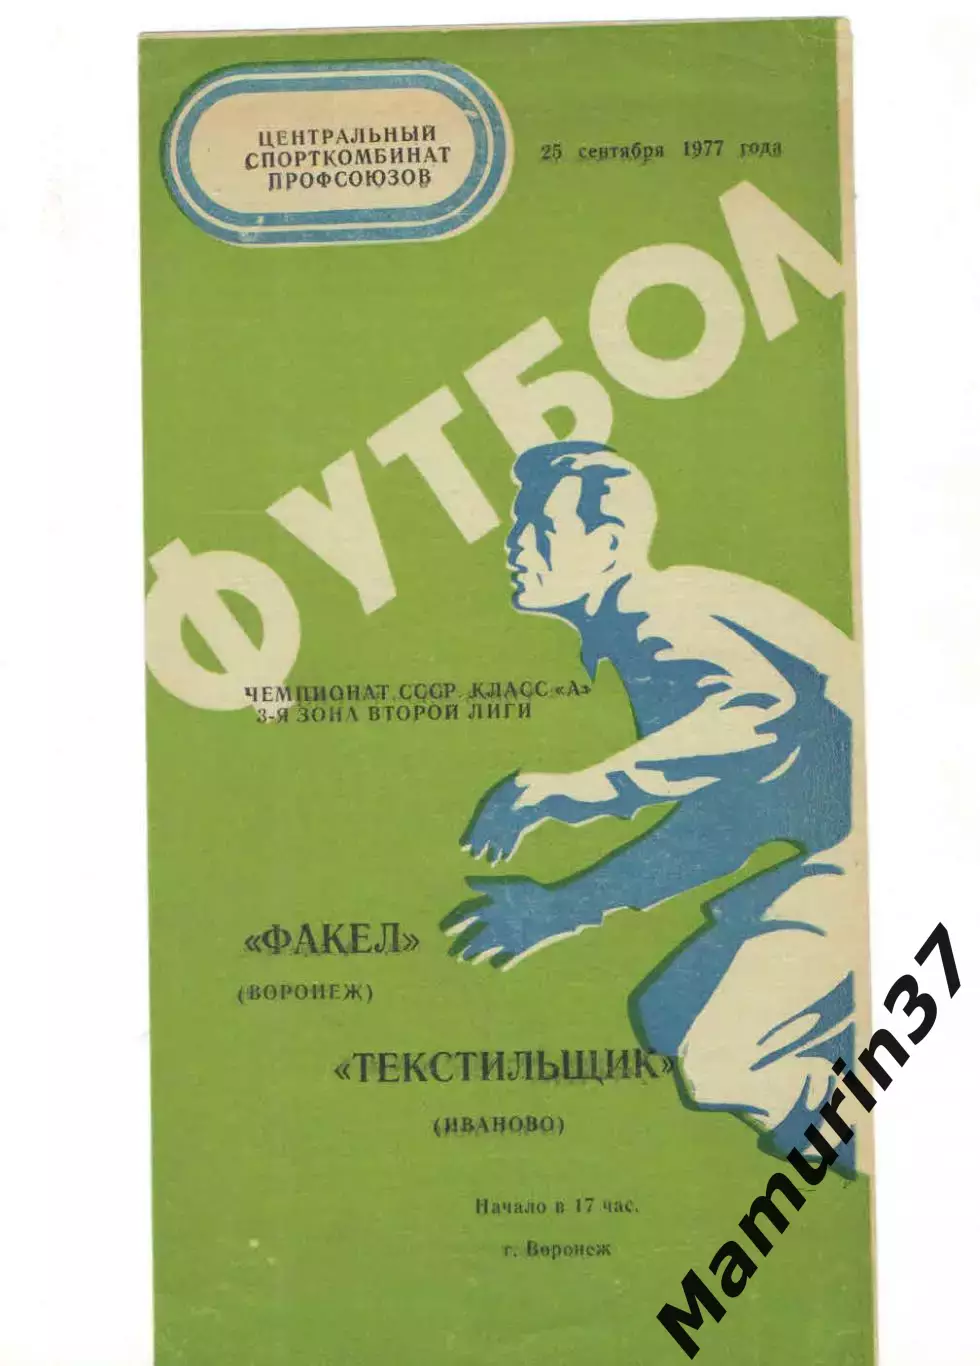 ЦЕНТРАЛЬНЫЙ
СПОРТКОМБИНАТ
ПРОФСОЮЗОВ
25 сентября 1977 года
ФУТБОЛ
ЧЕМПИОНАТ СССР. КЛАСС «А»
3-Я ЗОНА ВТОРОЙ ЛИГИ
«ФАКЕЛ»
(ВОРОНЕЖ)
«ТЕКСТИЛЬЩИК»
(ИВАНОВО)
Начало в 17 час.
г. Воронеж
Mamurin37